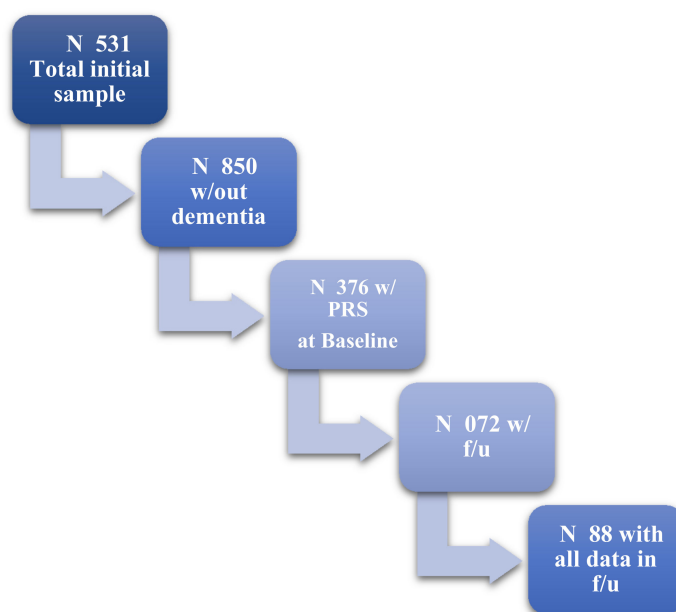 N 531
Total initial
sample
N 850
w/out
dementia
N 376 w/
PRS
at Baseline
N 072 w/
f/u
N 88 with
all data in
f/u